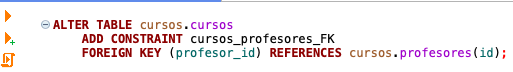 ALTER TABLE cursos.cursos
ADD CONSTRAINT cursos_profesores_FK
FOREIGN KEY (profesor_id) REFERENCES cursos.profesores(id);